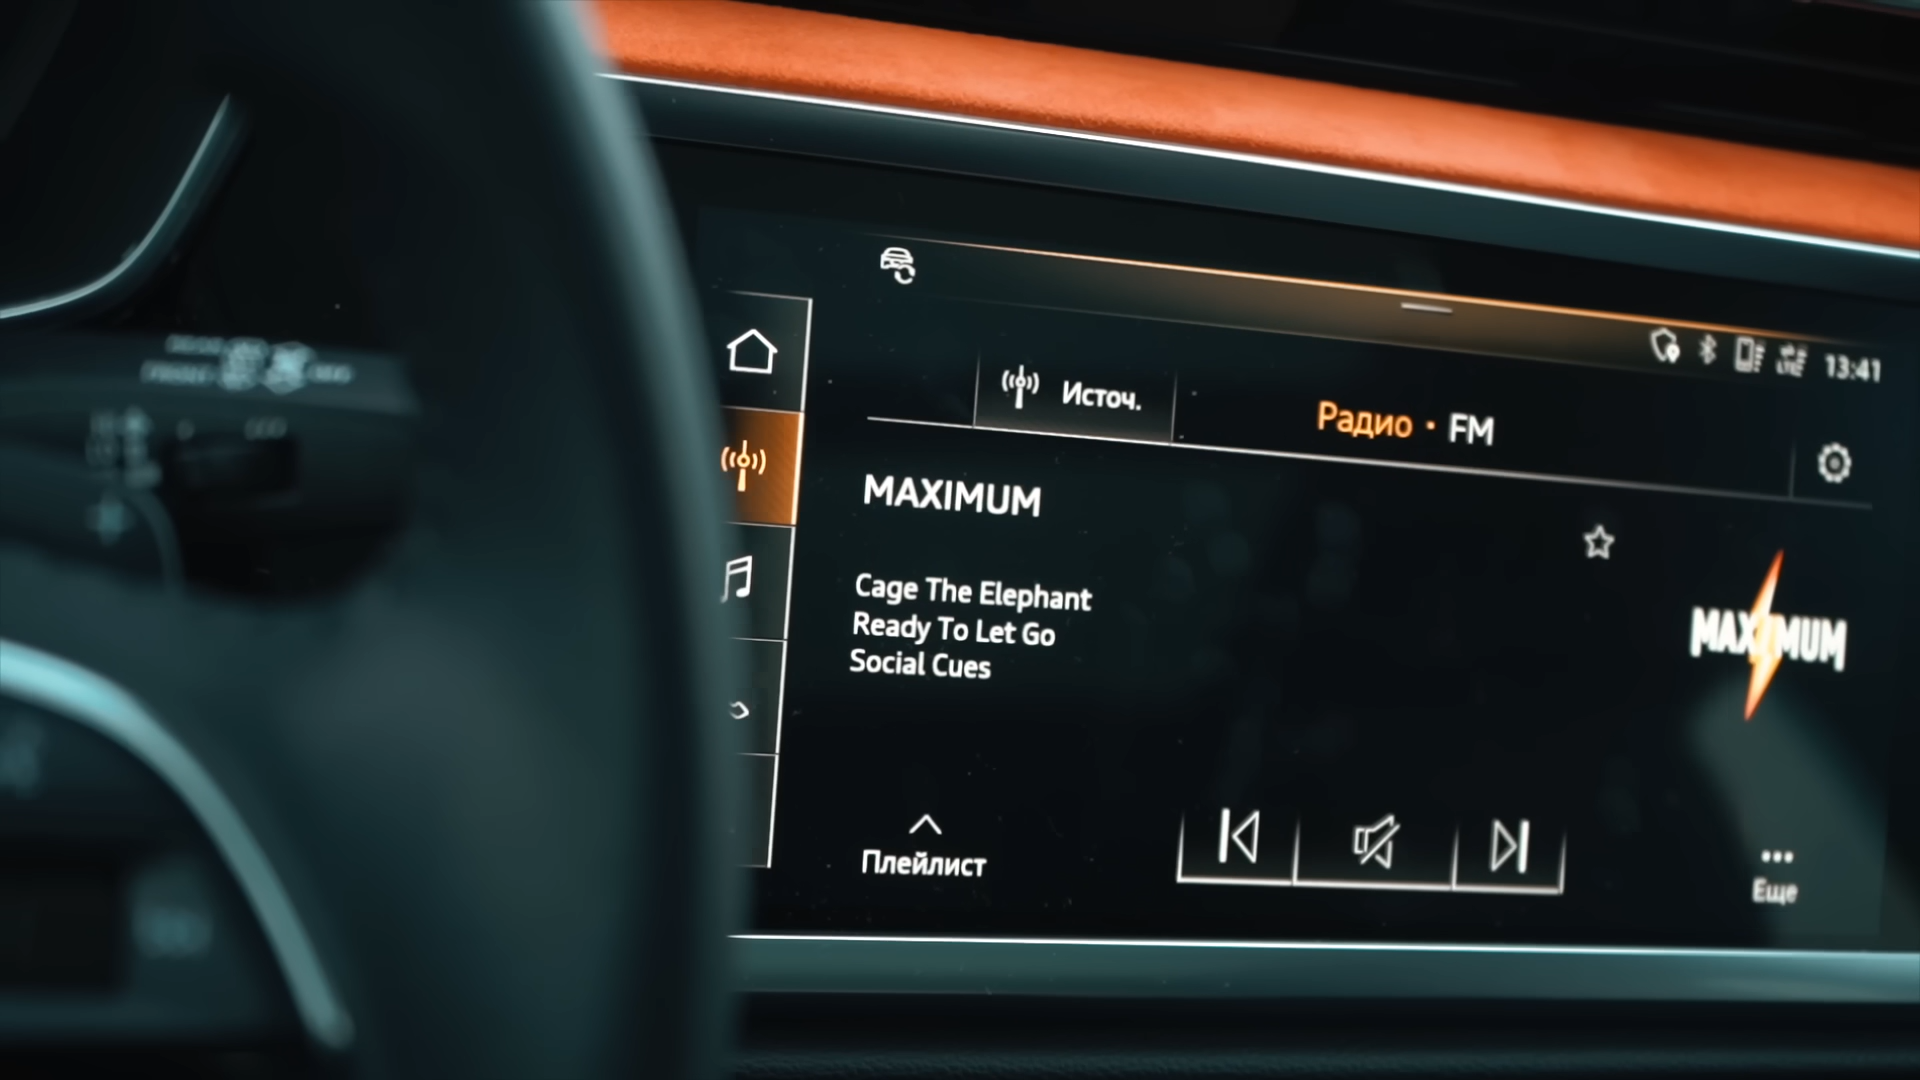 13:41
Источ.
Радио · FM
MAXIMUM
Cage The Elephant
Ready To Let Go
Social Cues
MAXIMUM
Плейлист
Еще